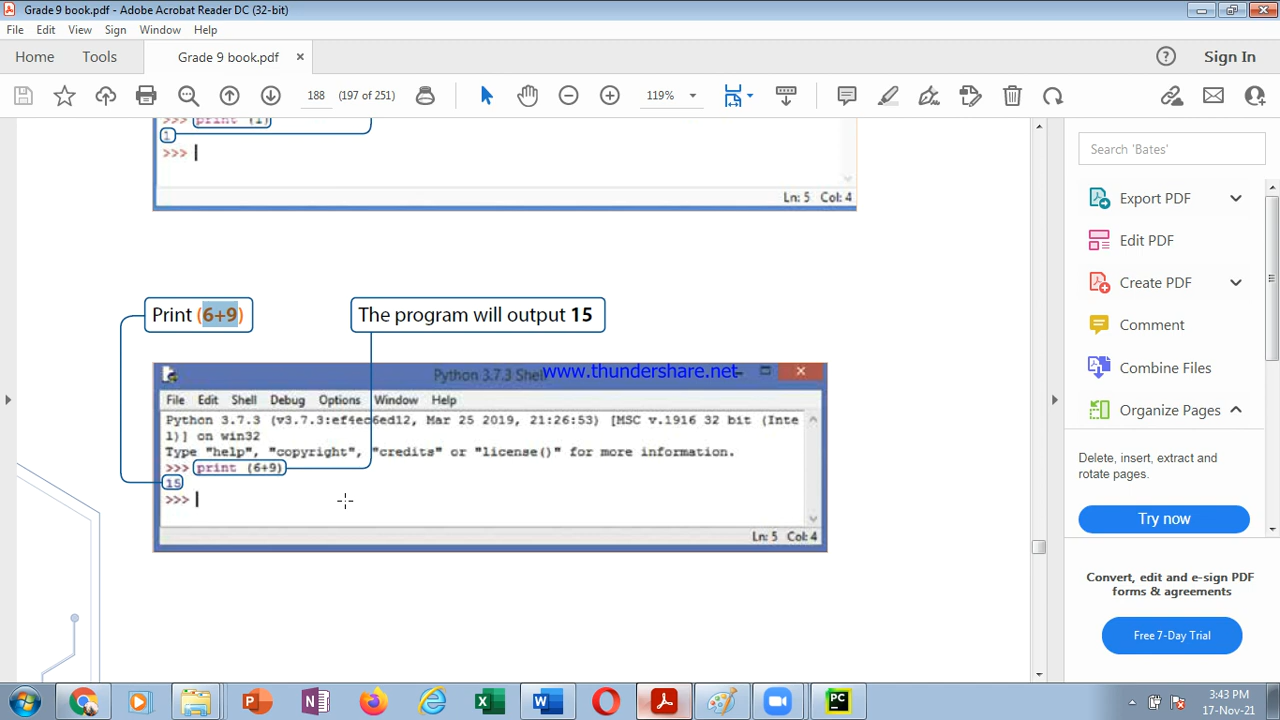 Grade 9 book.pdf - Adobe Acrobat Reader DC (32-bit)
File Edit View Sign Window Help
Home Tools Grade 9 book.pdf × Sign In
188 (197 of 251) 119%
>>> print (1)
1
>>>
Ln: 5 Col: 4
Print (6+9)
The program will output 15
Python 3.7.3 Shell
www.thundershare.net
File Edit Shell Debug Options Window Help
Python 3.7.3 (v3.7.3:ef4ec6ed12, Mar 25 2019, 21:26:53) [MSC v.1916 32 bit (Inte
l)] on win32
Type "help", "copyright", "credits" or "license()" for more information.
>>> print (6+9)
15
>>>
Ln: 5 Col: 4
Search 'Bates'
Export PDF
Edit PDF
Create PDF
Comment
Combine Files
Organize Pages
Delete, insert, extract and
rotate pages.
Try now
Convert, edit and e-sign PDF
forms & agreements
Free 7-Day Trial
3:43 PM
17-Nov-21